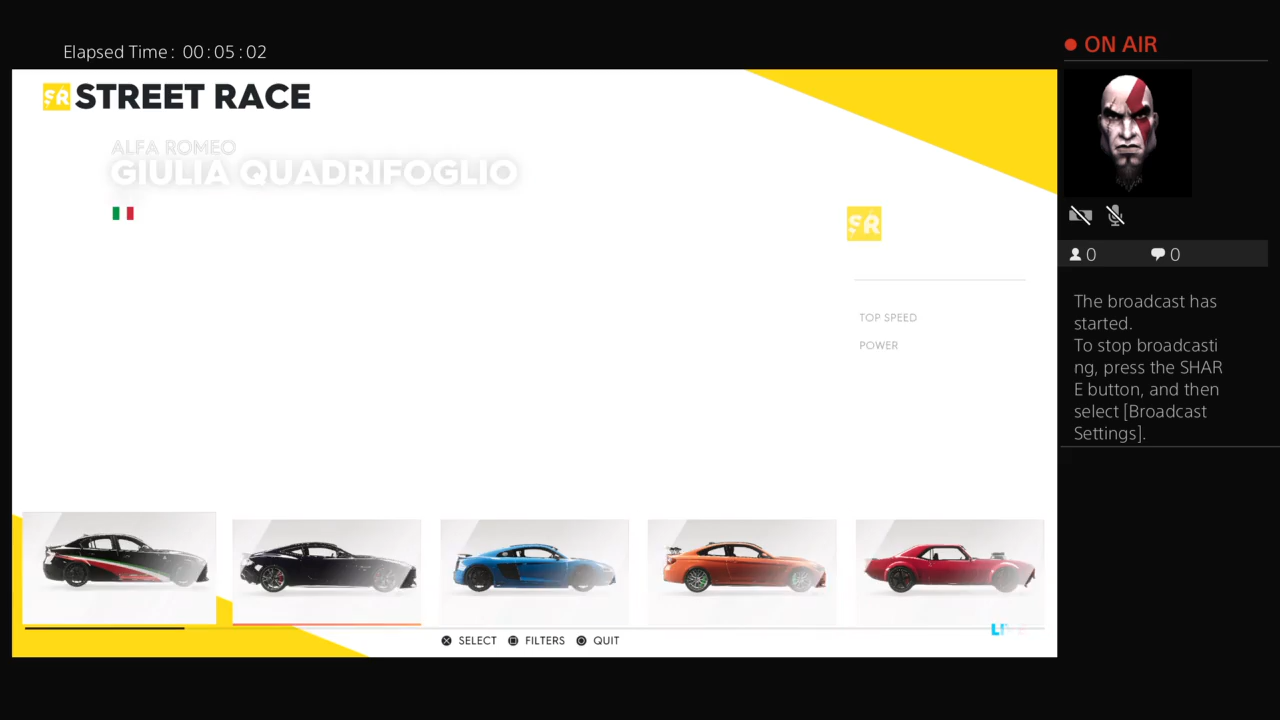 Elapsed Time: 00:05:02
ON AIR
SR STREET RACE
ALFA ROMEO
GIULIA QUADRIFOGLIO
SR
TOP SPEED
POWER
0 0
The broadcast has
started.
To stop broadcasti
ng, press the SHAR
E button, and then
select [Broadcast
Settings].
SELECT FILTERS QUIT